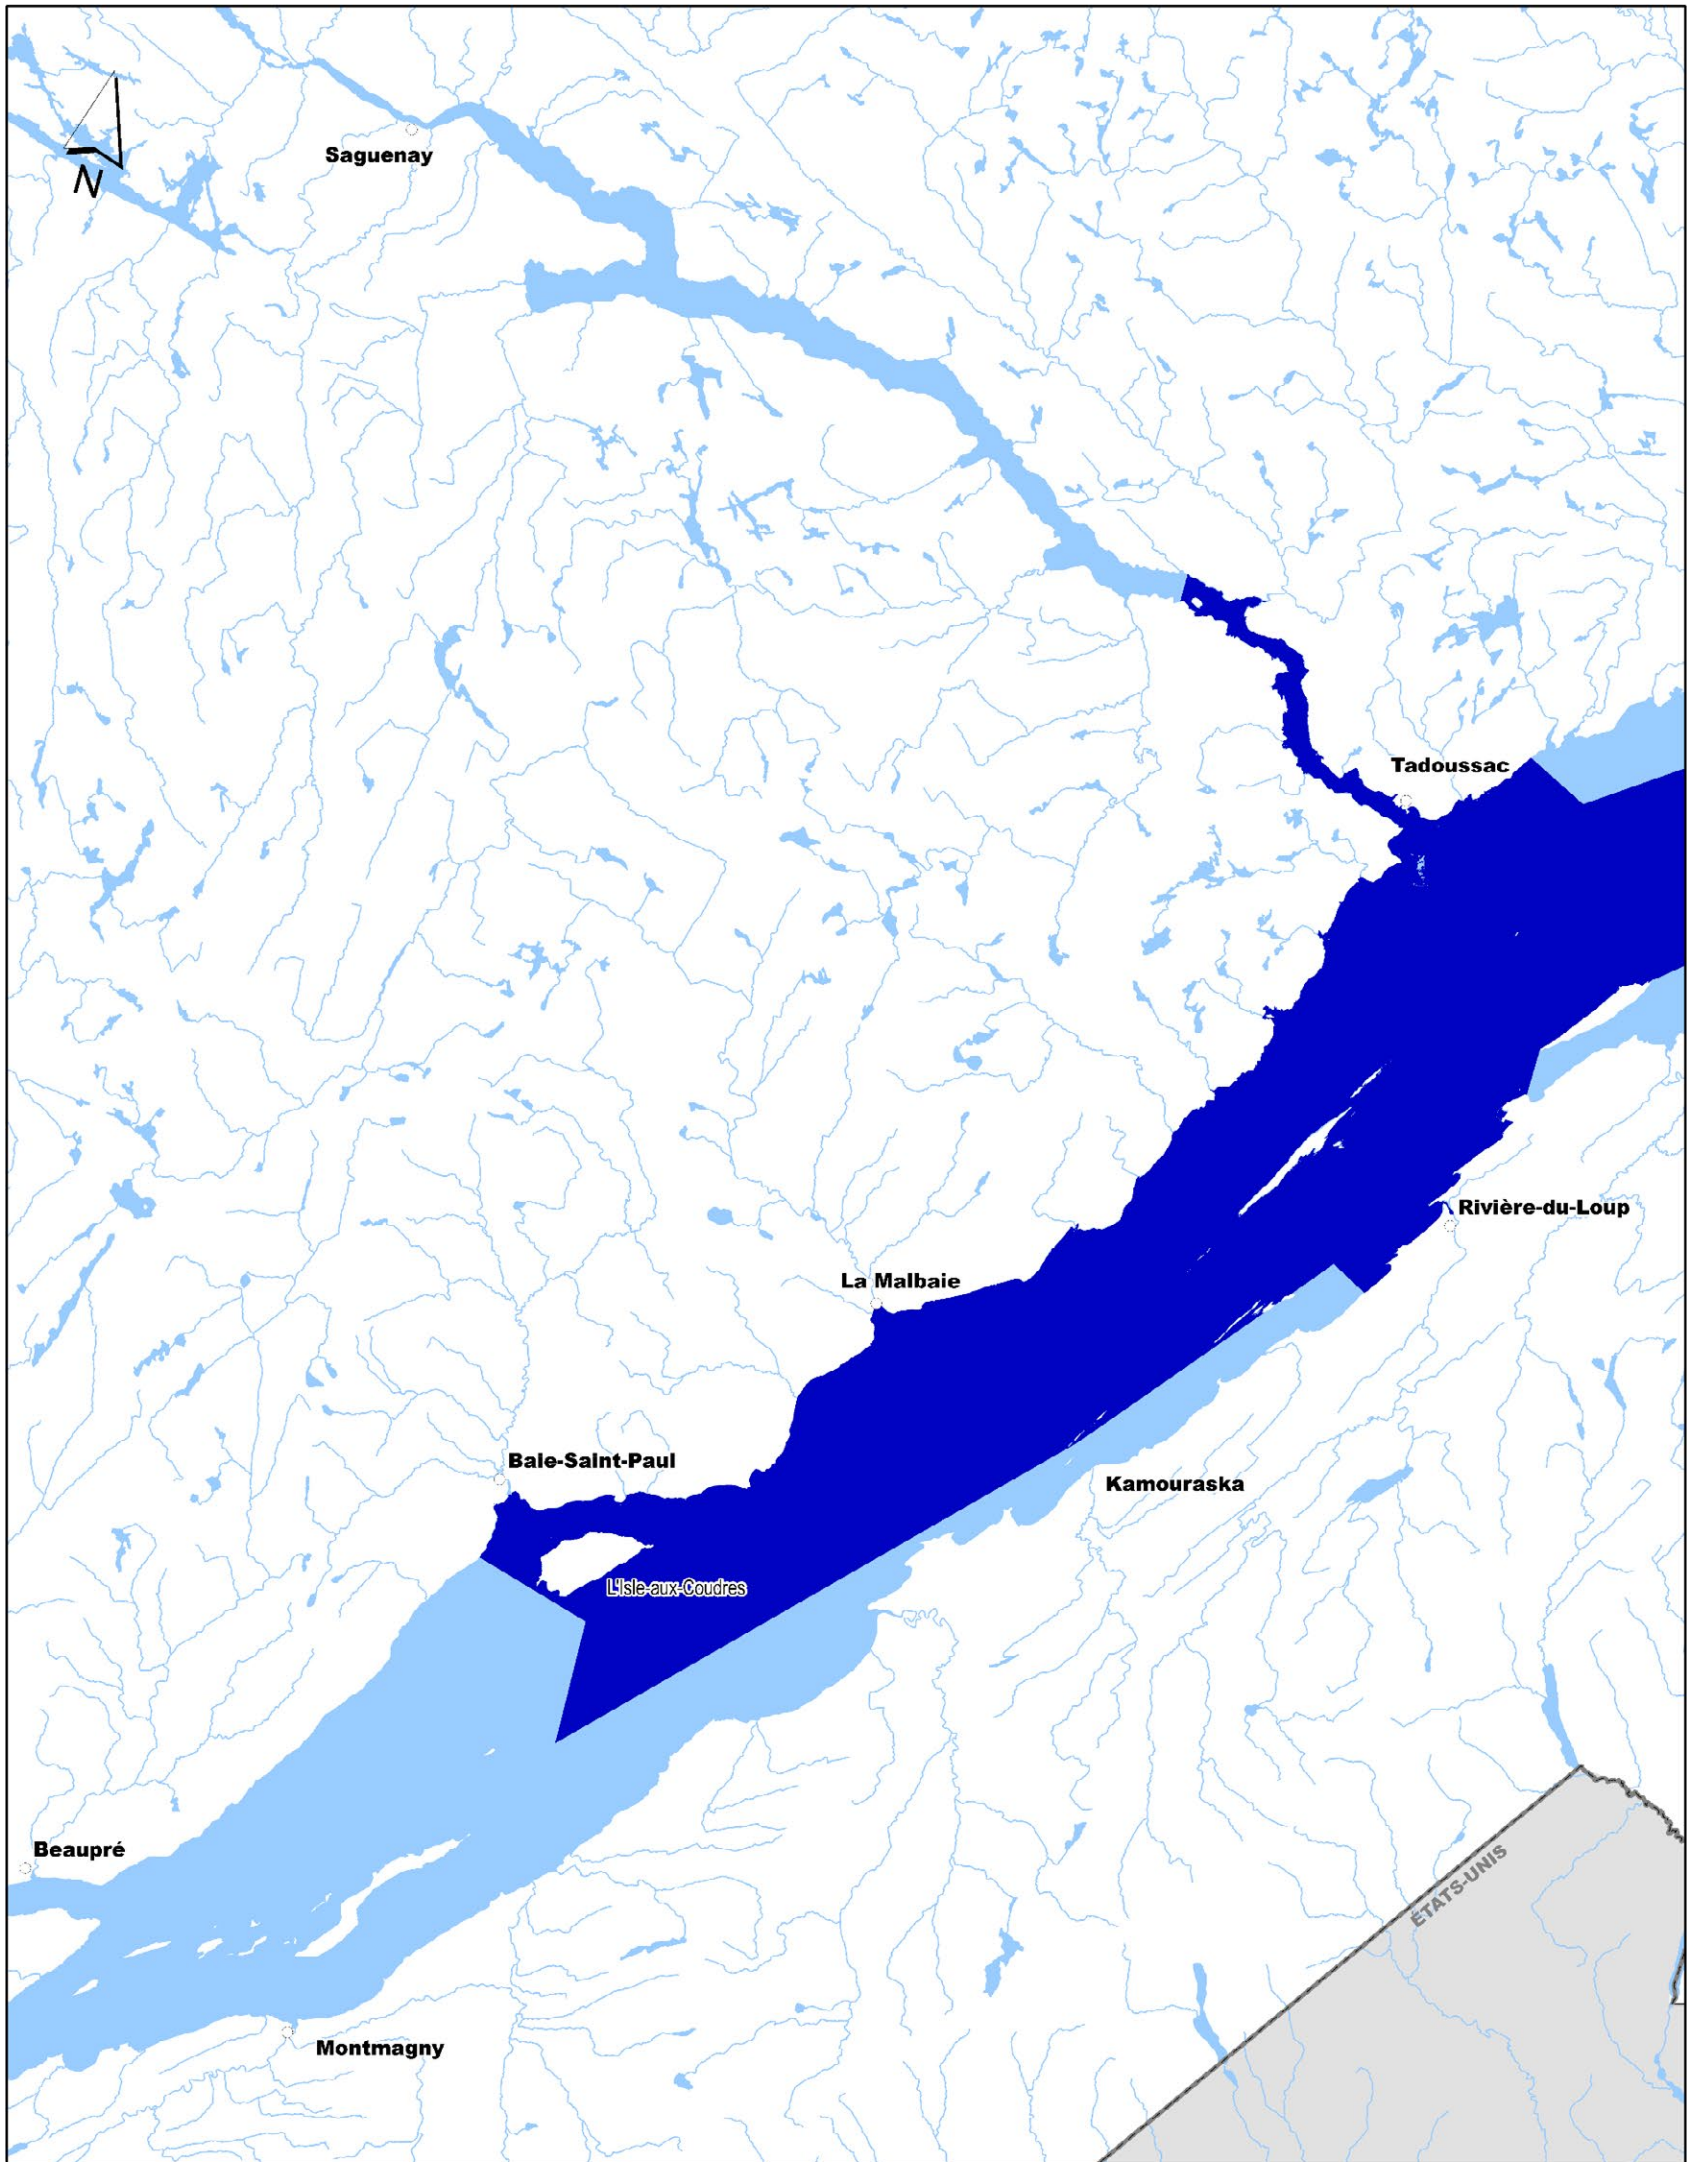 Saguenay
N
Tadoussac
Rivière-du-Loup
La Malbaie
Baie-Saint-Paul
Kamouraska
L'Isle-aux-Coudres
Beaupré
ÉTATS-UNIS
Montmagny